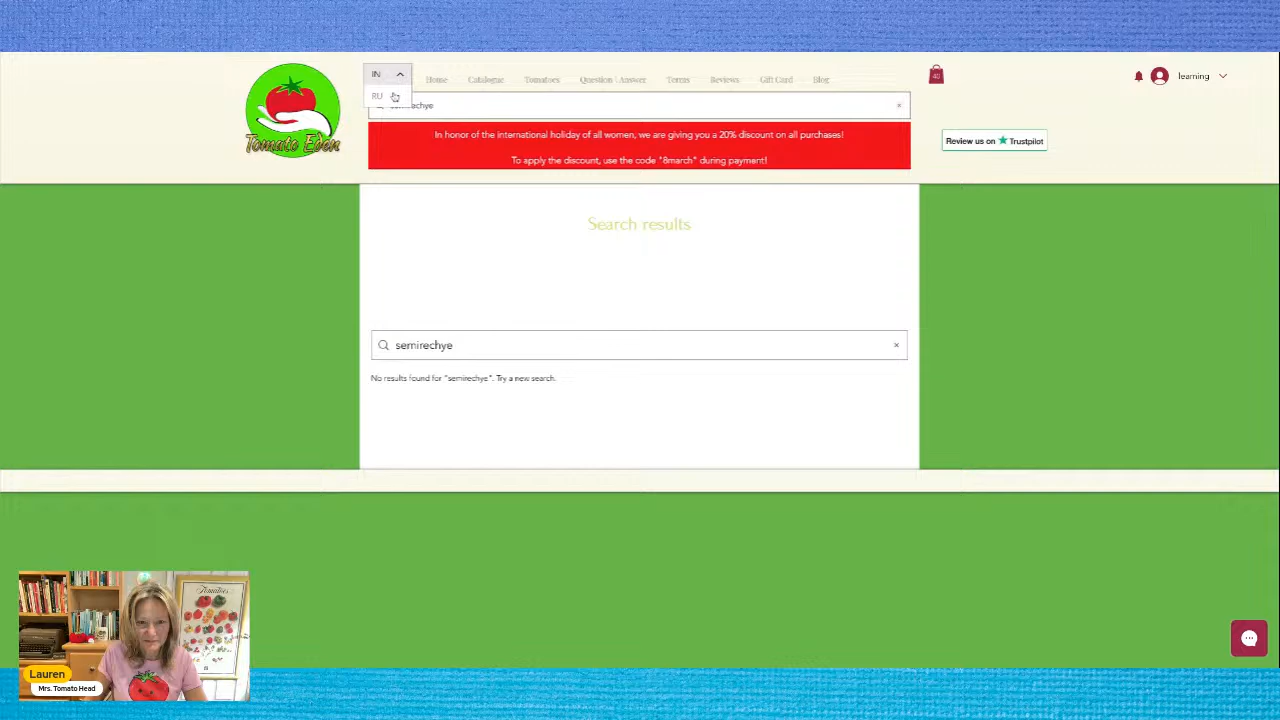 IN
Home
Catalogue
Tomatoes
Question - Answer
Terms
Reviews
Gift Card
Blog
40
learning
RU
Tomato Eden
In honor of the international holiday of all women, we are giving you a 20% discount on all purchases!
To apply the discount, use the code "8march" during payment!
Review us on Trustpilot
Search results
semirechye
No results found for "semirechye". Try a new search.
Tomatoes
Lauren
Mrs. Tomato Head